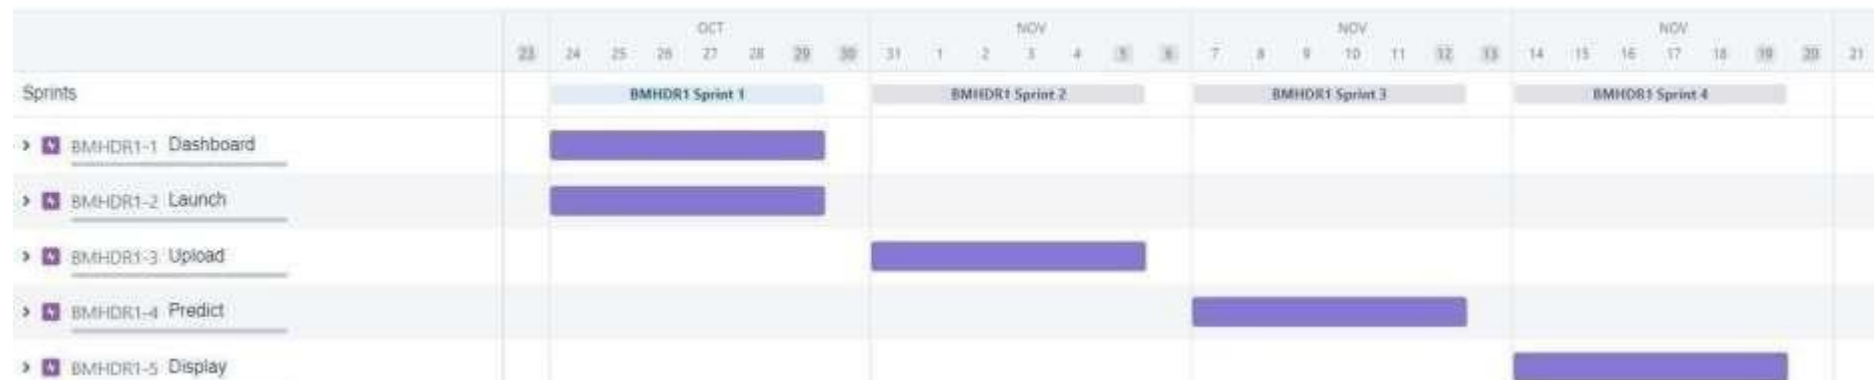 OCT NOV NOV NOV
23 24 25 26 27 28 29 30 31 1 2 3 4 5 6 7 8 9 10 11 12 13 14 15 16 17 18 19 20 21
Sprints BMHDR1 Sprint 1 BMHDR1 Sprint 2 BMHDR1 Sprint 3 BMHDR1 Sprint 4
BMHDR1-1 Dashboard
BMHDR1-2 Launch
BMHDR1-3 Upload
BMHDR1-4 Predict
BMHDR1-5 Display